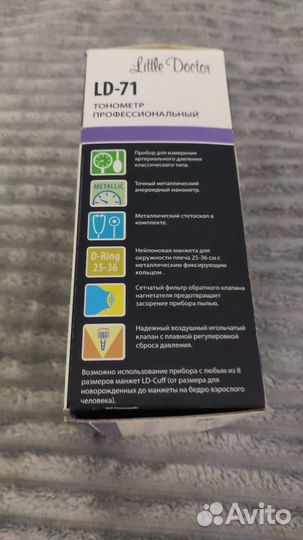 Little Doctor
LD-71
ТОНОМЕТР
ПРОФЕССИОНАЛЬНЫЙ
Прибор для измерения
артериального давления
классического типа.
METALLIC
Точный металлический
анероидный манометр.
Металлический стетоскоп в
комплекте.
D-Ring
25-36
Нейлоновая манжета для
окружности плеча 25-36 см с
металлическим фиксирующим
кольцом .
Сетчатый фильтр обратного клапана
нагнетателя предотвращает
засорение прибора пылью.
Надежный воздушный игольчатый
клапан с плавной регулировкой
сброса давления.
Возможно использование прибора с любым из 8
размеров манжет LD-Cuff (от размера для
новорожденных до манжеты на бедро взрослого
человека).
Avito